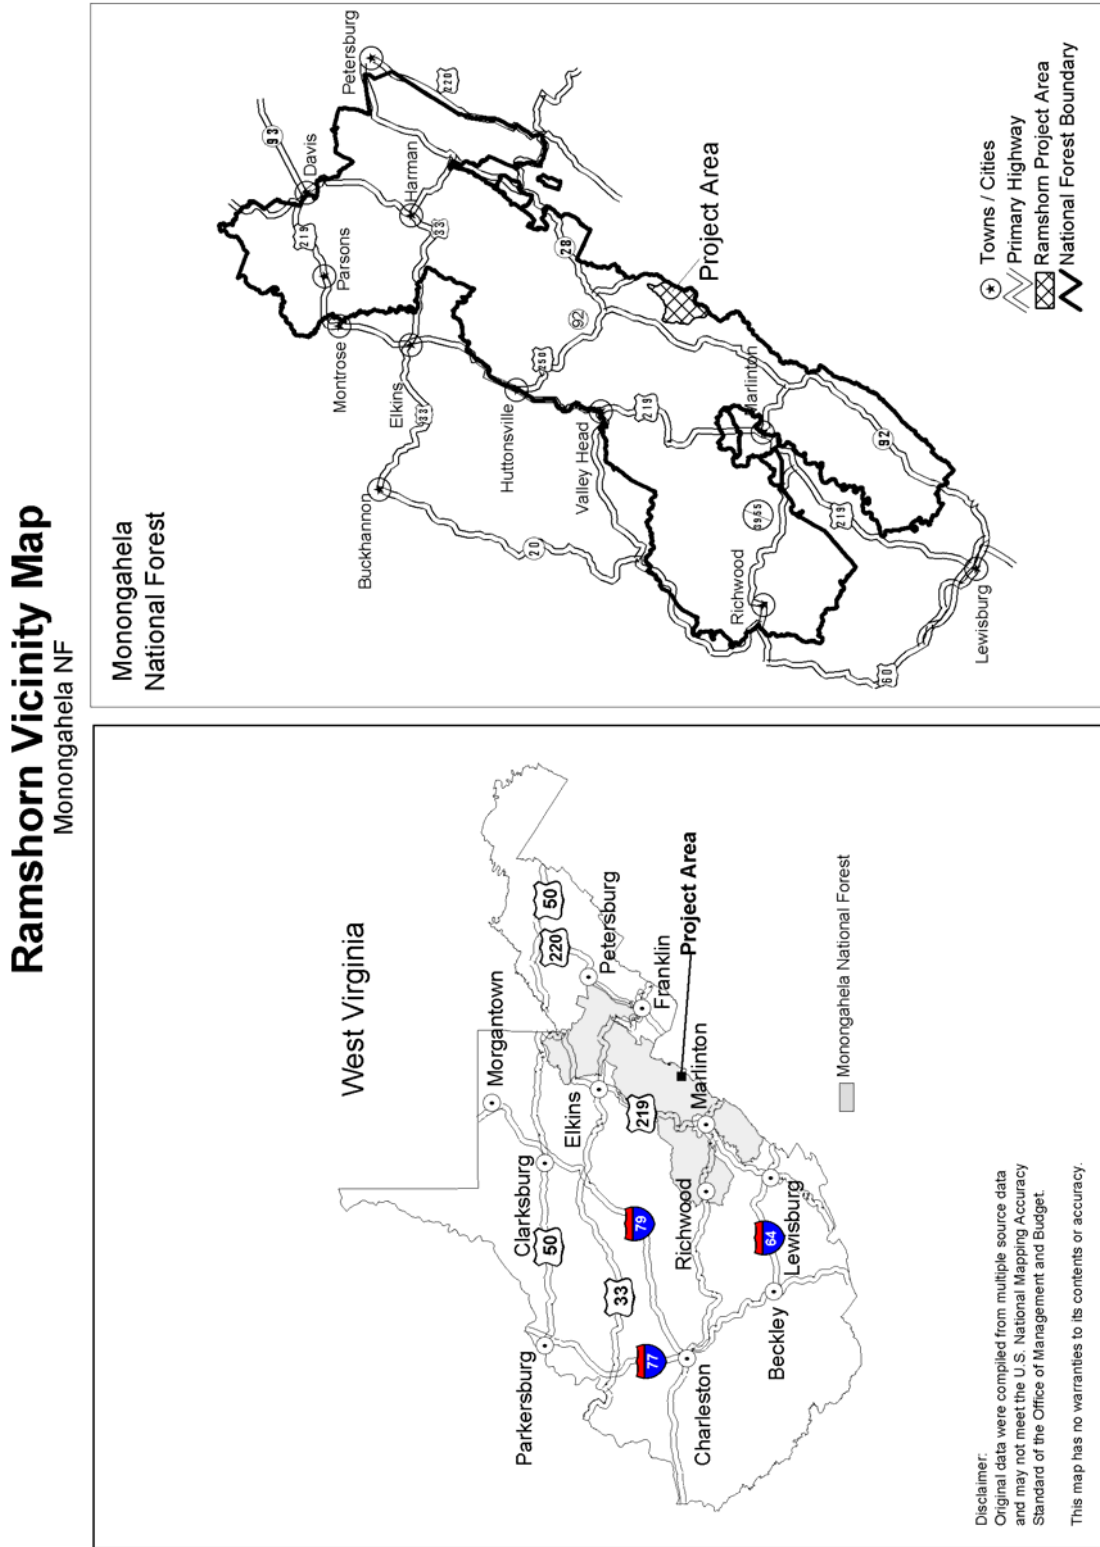 Ramshorn Vicinity Map
Monongahela NF
West Virginia
Morgantown
Parkersburg
Clarksburg
50
50
220
Petersburg
Elkins
Franklin
33
79
219
77
Project Area
Charleston
Richwood
Marlinton
64
Beckley
Lewisburg
Monongahela National Forest
Disclaimer:
Original data were compiled from multiple source data
and may not meet the U.S. National Mapping Accuracy
Standard of the Office of Management and Budget.
This map has no warranties to its contents or accuracy.
Monongahela
National Forest
93
Petersburg
Davis
219
Parsons
Montrose
220
Harman
33
Elkins
33
Buckhannon
Huttonsville
250
28
92
20
Valley Head
219
Project Area
Marlinton
39,55
Richwood
219
92
60
Lewisburg
Towns / Cities
Primary Highway
Ramshorn Project Area
National Forest Boundary